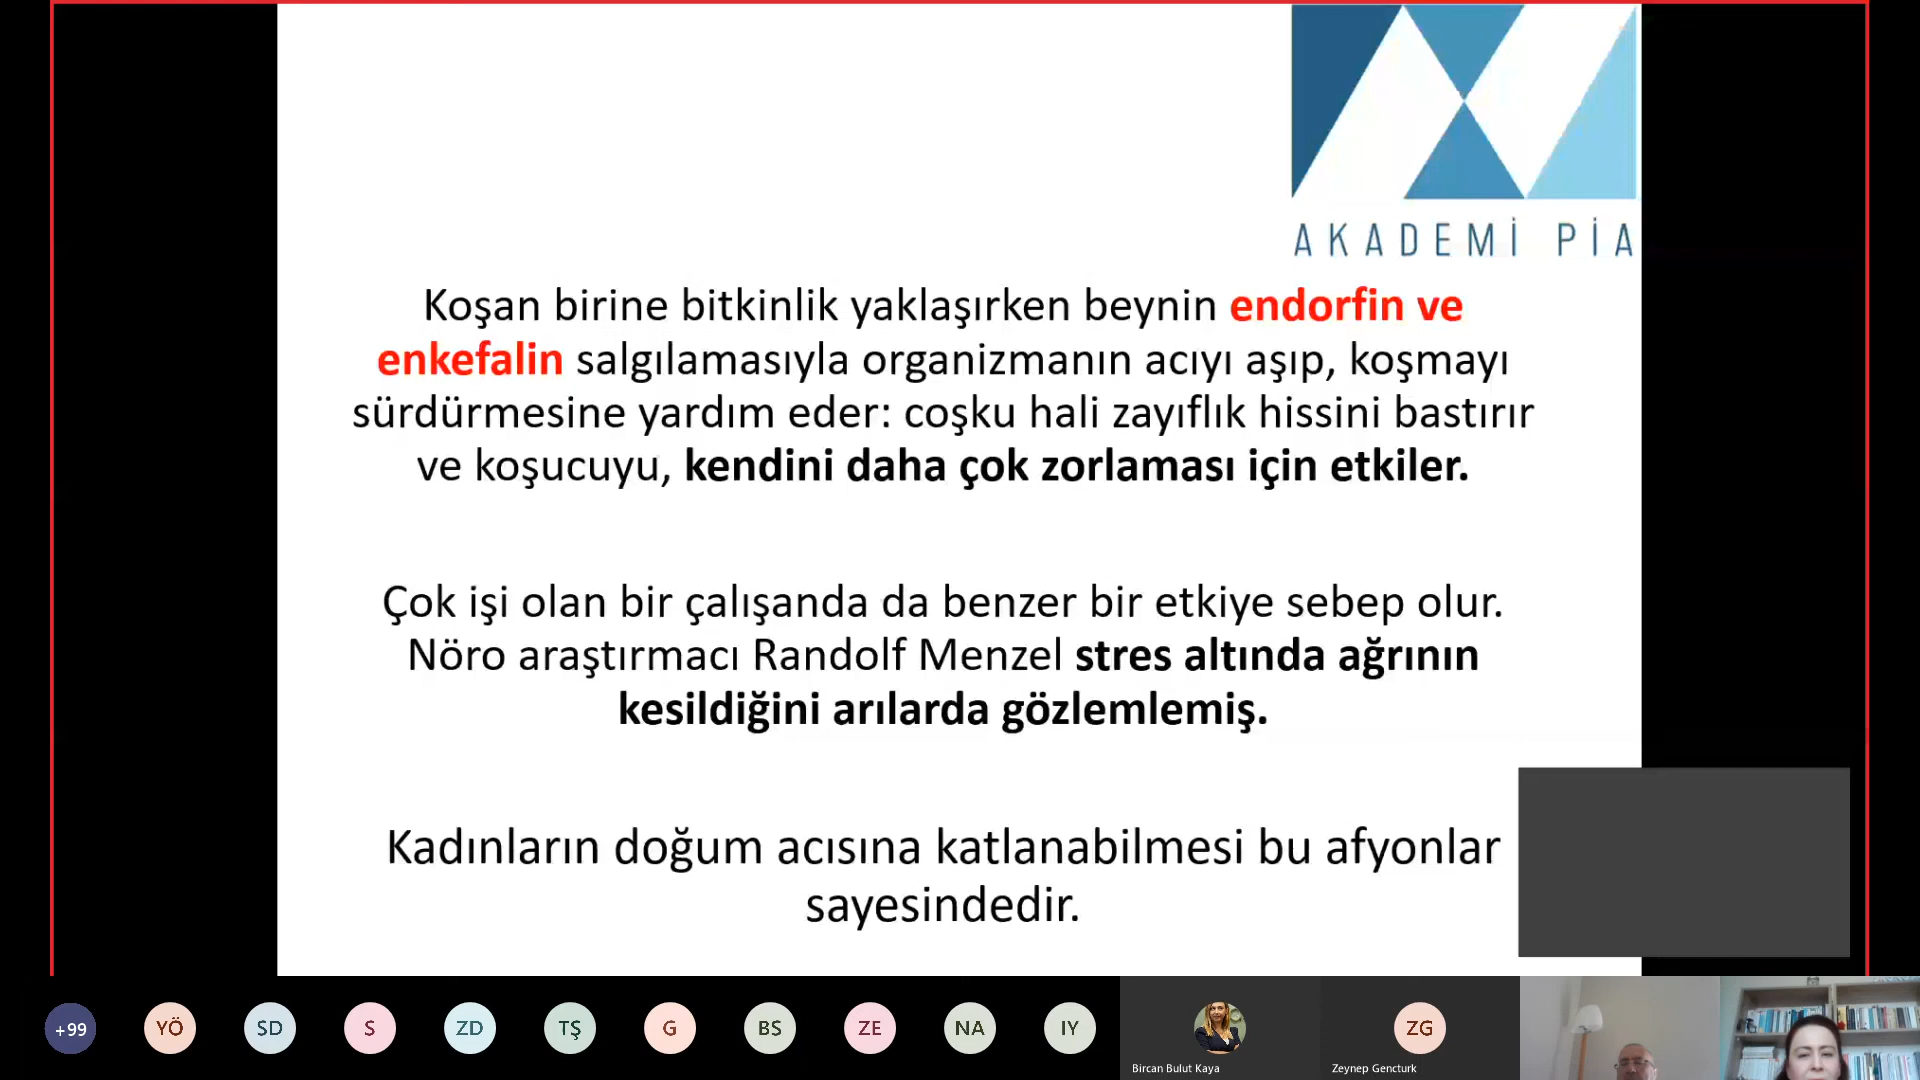 AKADEMİ PİA
Koşan birine bitkinlik yaklaşırken beynin endorfin ve
enkefalin salgılamasıyla organizmanın acıyı aşıp, koşmayı
sürdürmesine yardım eder: coşku hali zayıflık hissini bastırır
ve koşucuyu, kendini daha çok zorlaması için etkiler.
Çok işi olan bir çalışanda da benzer bir etkiye sebep olur.
Nöro araştırmacı Randolf Menzel stres altında ağrının
kesildiğini arılarda gözlemlemiş.
Kadınların doğum acısına katlanabilmesi bu afyonlar
sayesindedir.
+99 YÖ SD S ZD TŞ G BS ZE NA IY ZG
Bircan Bulut Kaya Zeynep Gencturk